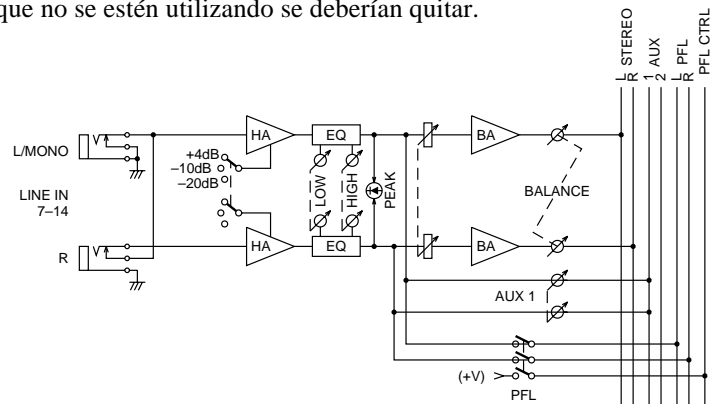 que no se estén utilizando se deberían quitar.
L STEREO
R
1 AUX
2
L PFL
R
PFL CTRL
L/MONO
HA
EQ
BA
+4dB
–10dB
–20dB
LOW
HIGH
PEAK
LINE IN
7–14
BALANCE
R
HA
EQ
BA
AUX 1
(+V)
PFL